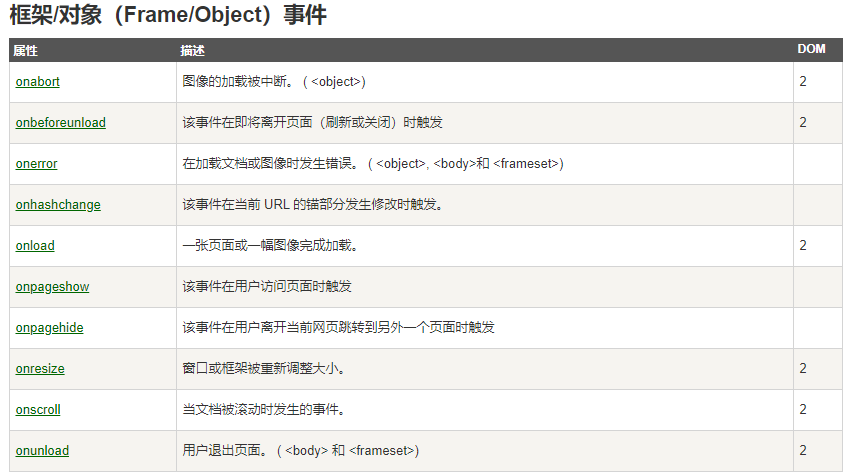 框架/对象（Frame/Object）事件
属性 描述 DOM
onabort 图像的加载被中断。 ( <object>) 2
onbeforeunload 该事件在即将离开页面（刷新或关闭）时触发 2
onerror 在加载文档或图像时发生错误。 ( <object>, <body>和 <frameset>)
onhashchange 该事件在当前 URL 的锚部分发生修改时触发。
onload 一张页面或一幅图像完成加载。 2
onpageshow 该事件在用户访问页面时触发
onpagehide 该事件在用户离开当前网页跳转到另外一个页面时触发
onresize 窗口或框架被重新调整大小。 2
onscroll 当文档被滚动时发生的事件。 2
onunload 用户退出页面。 ( <body> 和 <frameset>) 2